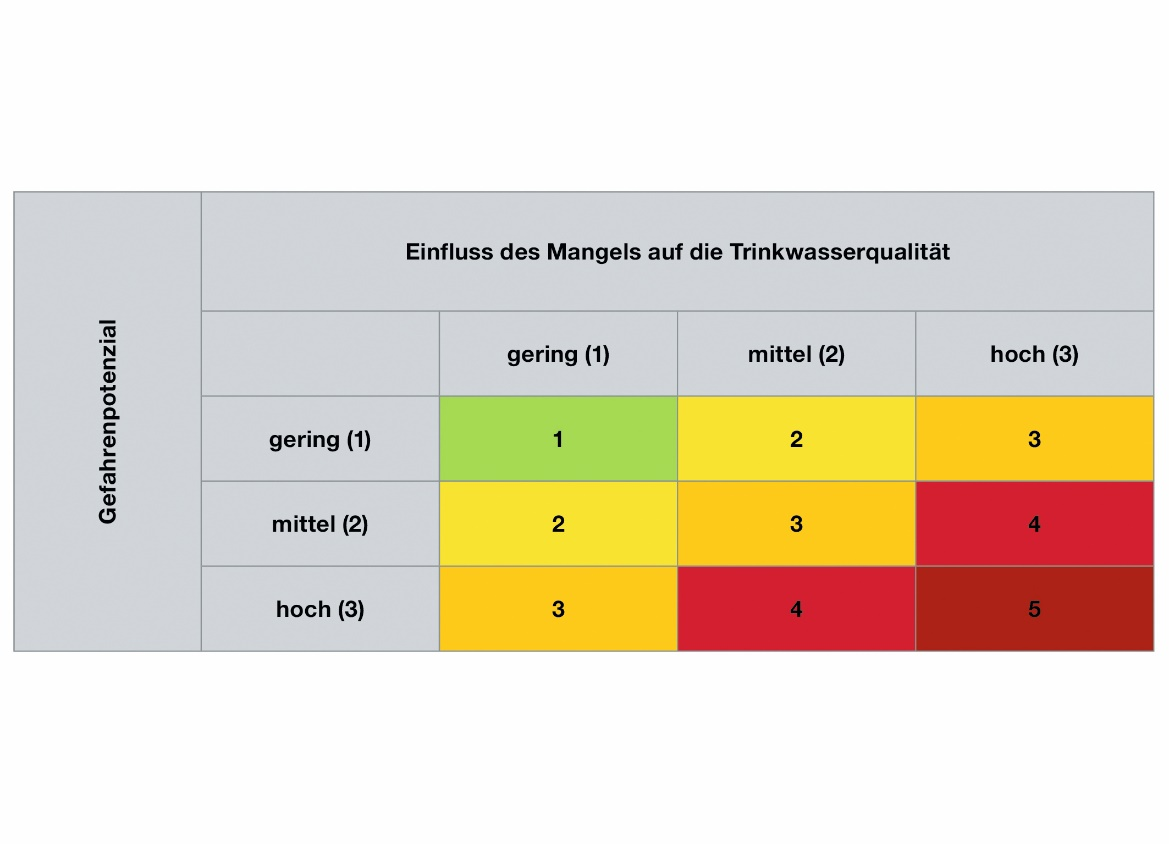 Gefahrenpotenzial
Einfluss des Mangels auf die Trinkwasserqualität
gering (1) mittel (2) hoch (3)
gering (1) 1 2 3
mittel (2) 2 3 4
hoch (3) 3 4 5